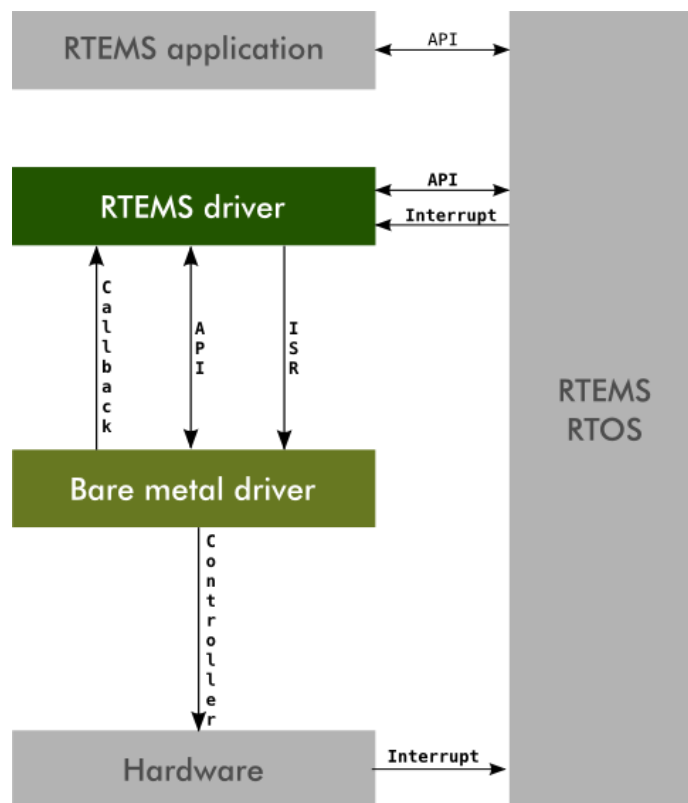 RTEMS application
API
RTEMS driver
API
Interrupt
Callback
API
ISR
RTEMS
RTOS
Bare metal driver
Controller
Hardware
Interrupt